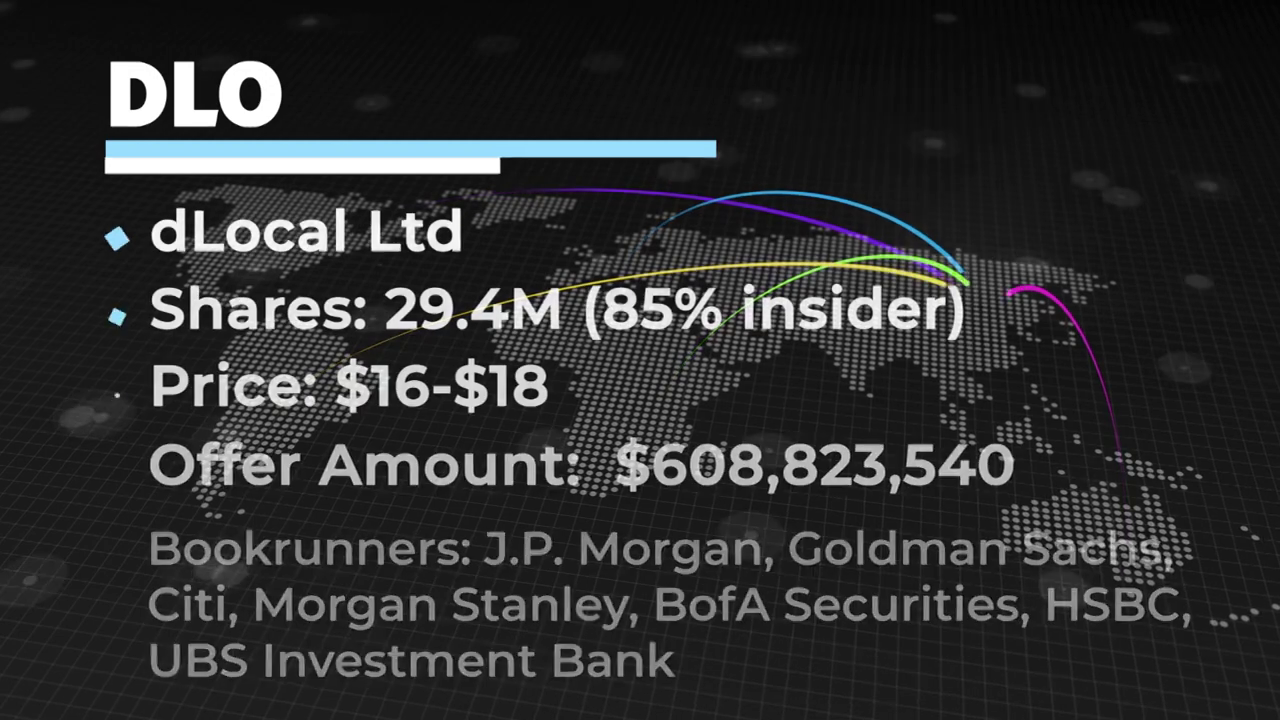 DLO
dLocal Ltd
Shares: 29.4M (85% insider)
Price: $16-$18
Offer Amount: $608,823,540
Bookrunners: J.P. Morgan, Goldman Sachs,
Citi, Morgan Stanley, BofA Securities, HSBC,
UBS Investment Bank